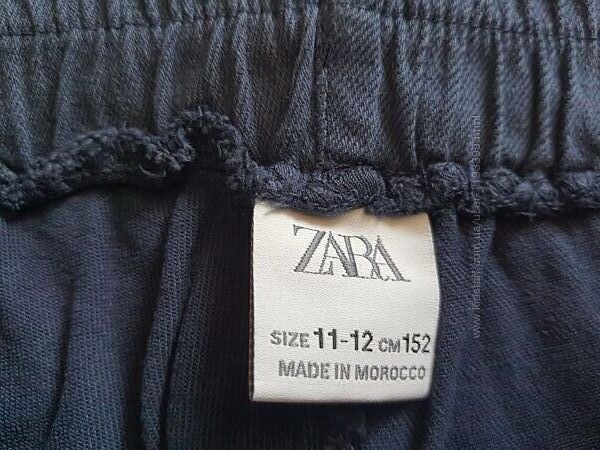 ZARA
SIZE 11-12 CM 152
MADE IN MOROCCO